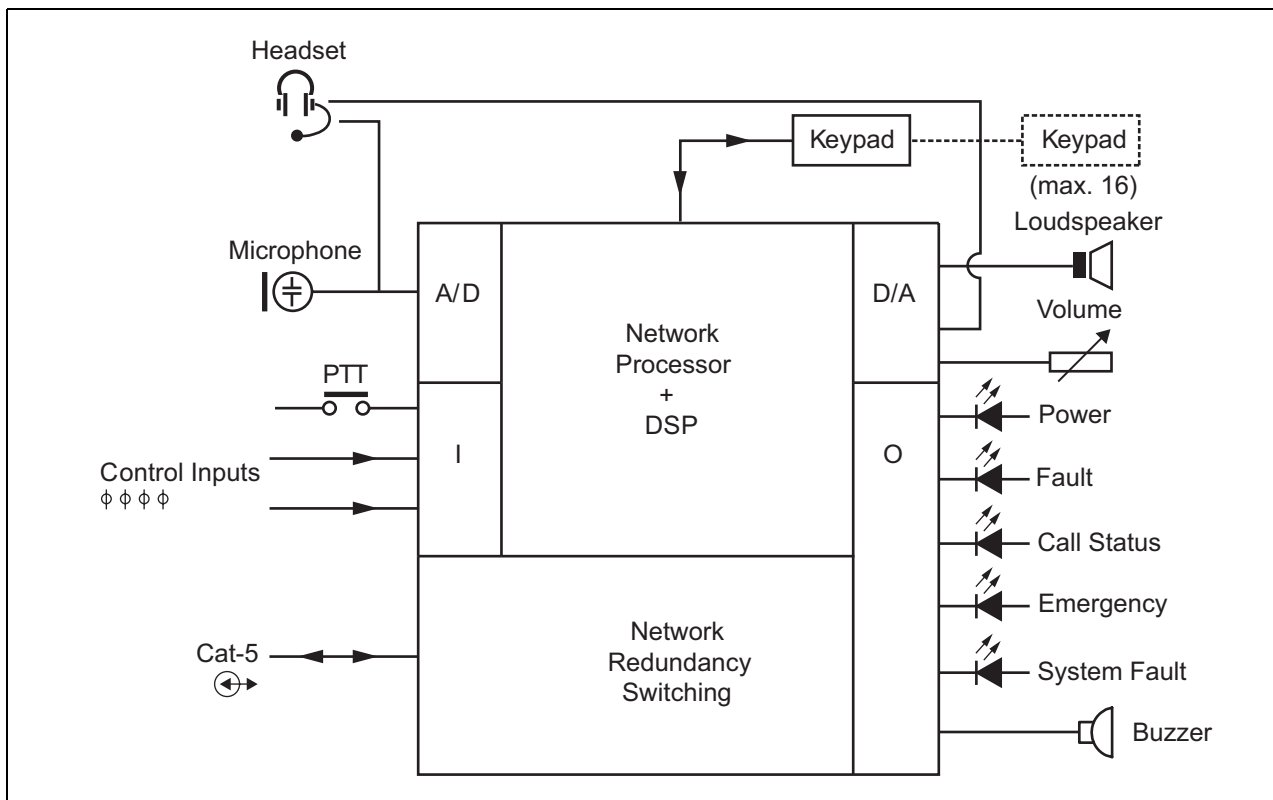 Headset
Keypad
Keypad
(max. 16)
Loudspeaker
Microphone
A/D
D/A
Volume
Network
Processor
+
DSP
PTT
Power
I
O
Control Inputs
Fault
Call Status
Emergency
Network
Redundancy
Switching
Cat-5
System Fault
Buzzer